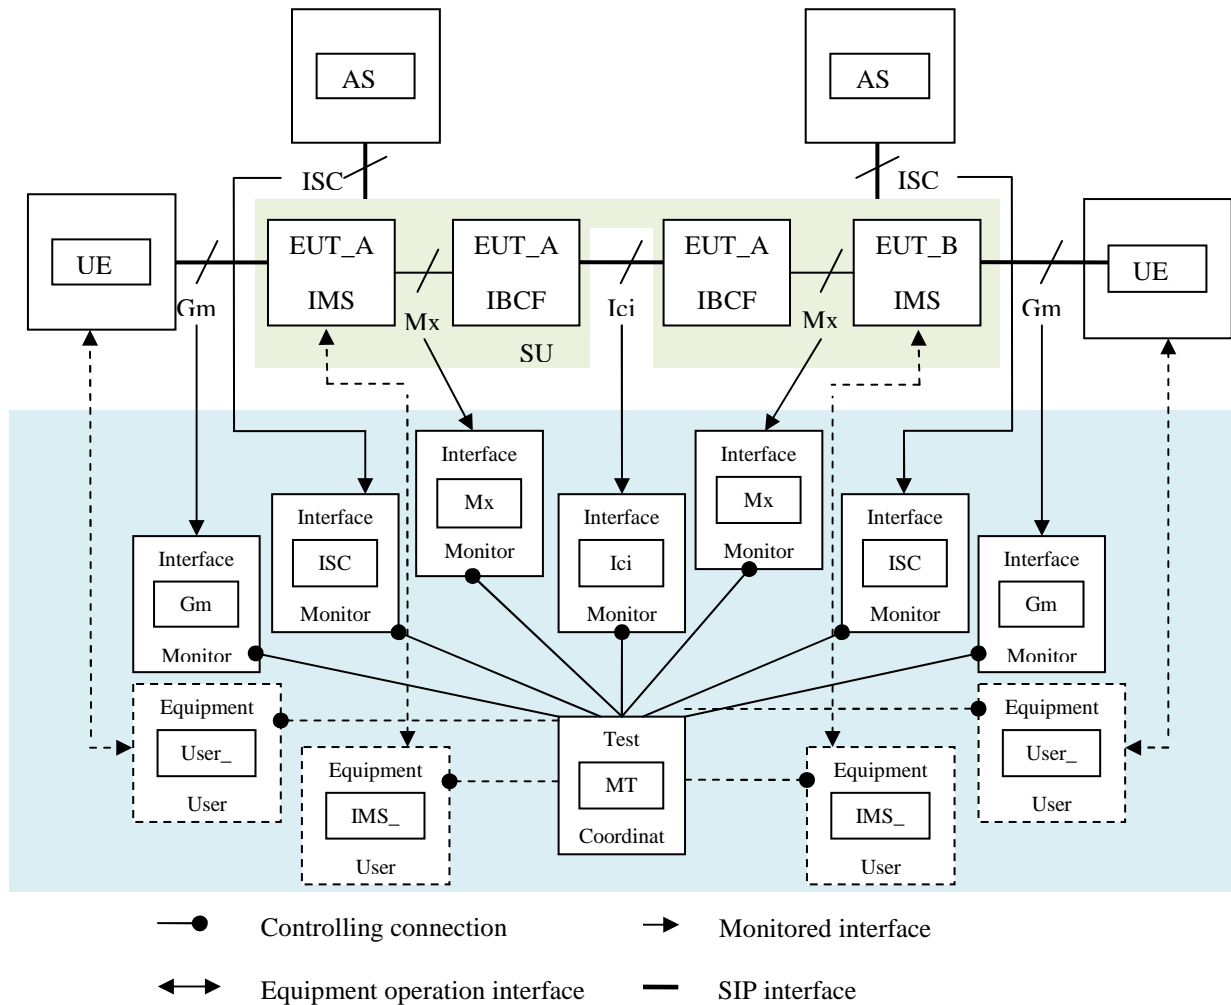 AS
AS
ISC
ISC
UE
EUT_A
IMS
EUT_A
IBCF
EUT_A
IBCF
EUT_B
IMS
UE
Gm
Mx
Ici
Mx
Gm
SU
Interface
Mx
Monitor
Interface
Mx
Monitor
Interface
ISC
Monitor
Interface
Ici
Monitor
Interface
ISC
Monitor
Interface
Gm
Monitor
Interface
Gm
Monitor
Equipment
User_
User
Equipment
IMS_
User
Test
MT
Coordinat
Equipment
IMS_
User
Equipment
User_
User
Controlling connection
Monitored interface
Equipment operation interface
SIP interface